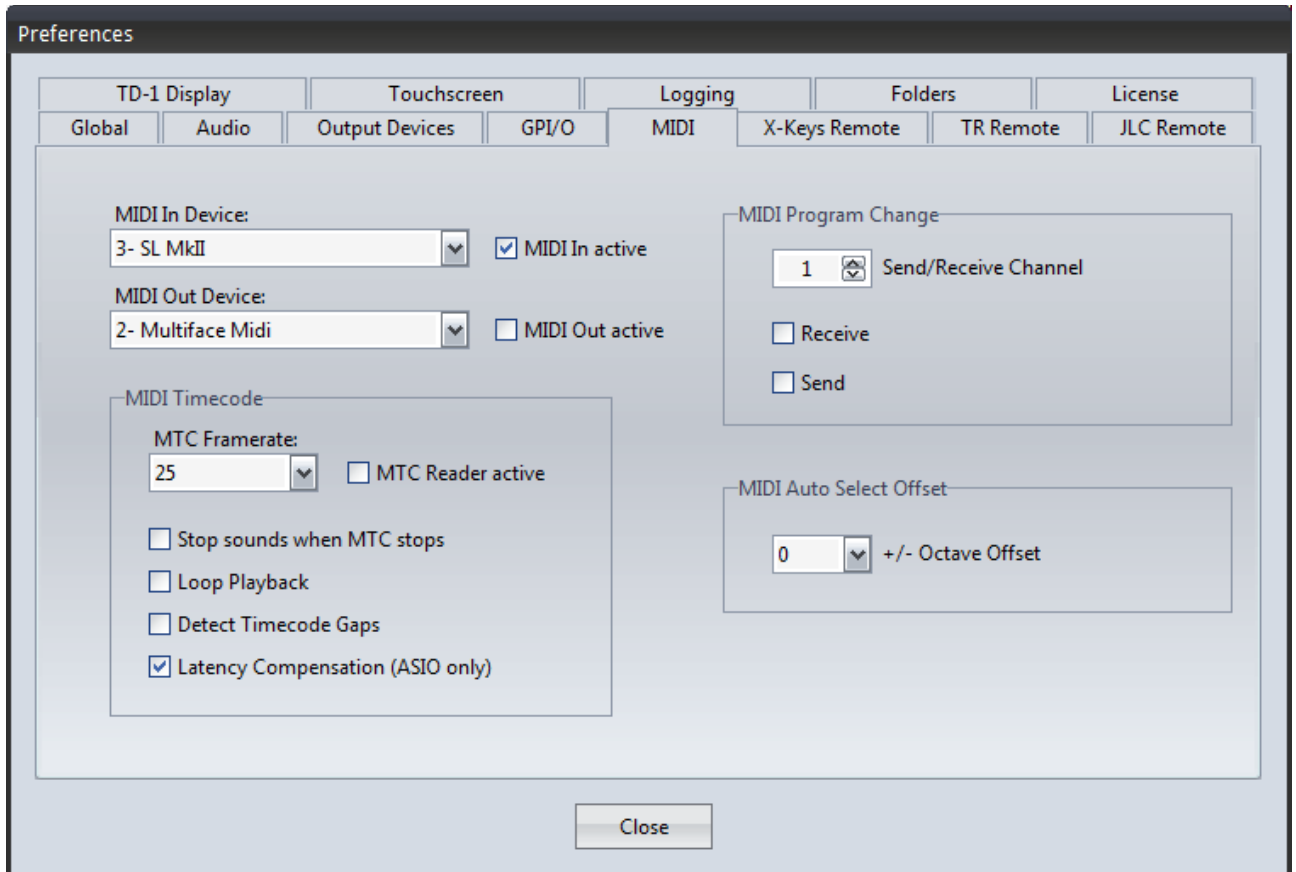 Preferences
TD-1 Display Touchscreen Logging Folders License
Global Audio Output Devices GPI/O MIDI X-Keys Remote TR Remote JLC Remote
MIDI In Device:
3- SL MkII
MIDI In active
MIDI Out Device:
2- Multiface Midi
MIDI Out active
MIDI Timecode
MTC Framerate:
25
MTC Reader active
Stop sounds when MTC stops
Loop Playback
Detect Timecode Gaps
Latency Compensation (ASIO only)
MIDI Program Change
1 Send/Receive Channel
Receive
Send
MIDI Auto Select Offset
0 +/- Octave Offset
Close